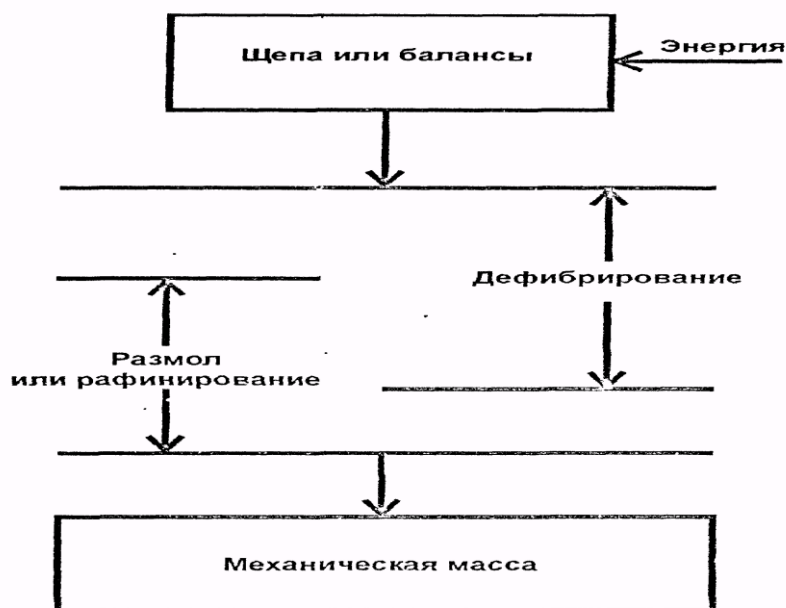 Щепа или балансы
Энергия
Дефибрирование
Размол
или рафинирование
Механическая масса